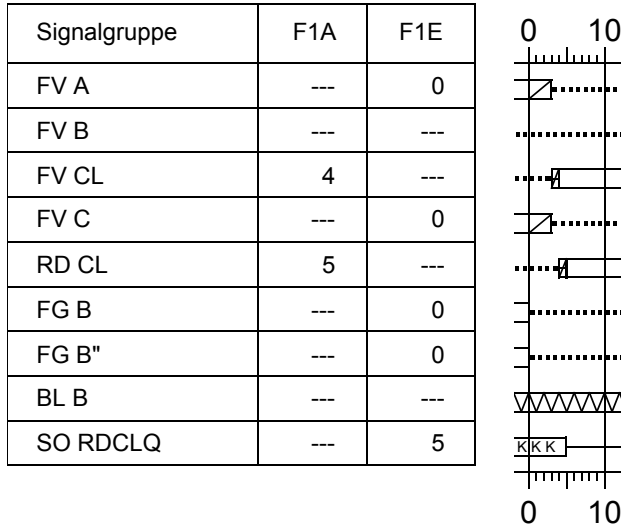 Signalgruppe F1A F1E 0 10
FV A --- 0
FV B --- ---
FV CL 4 ---
FV C --- 0
RD CL 5 ---
FG B --- 0
FG B" --- 0
BL B --- ---
SO RDCLQ --- 5 K K K
0 10